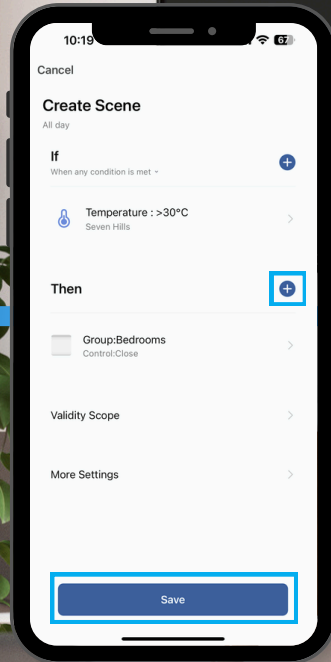 10:19
67
Cancel
Create Scene
All day
If
When any condition is met
Temperature : >30°C
Seven Hills
Then
Group:Bedrooms
Control:Close
Validity Scope
More Settings
Save